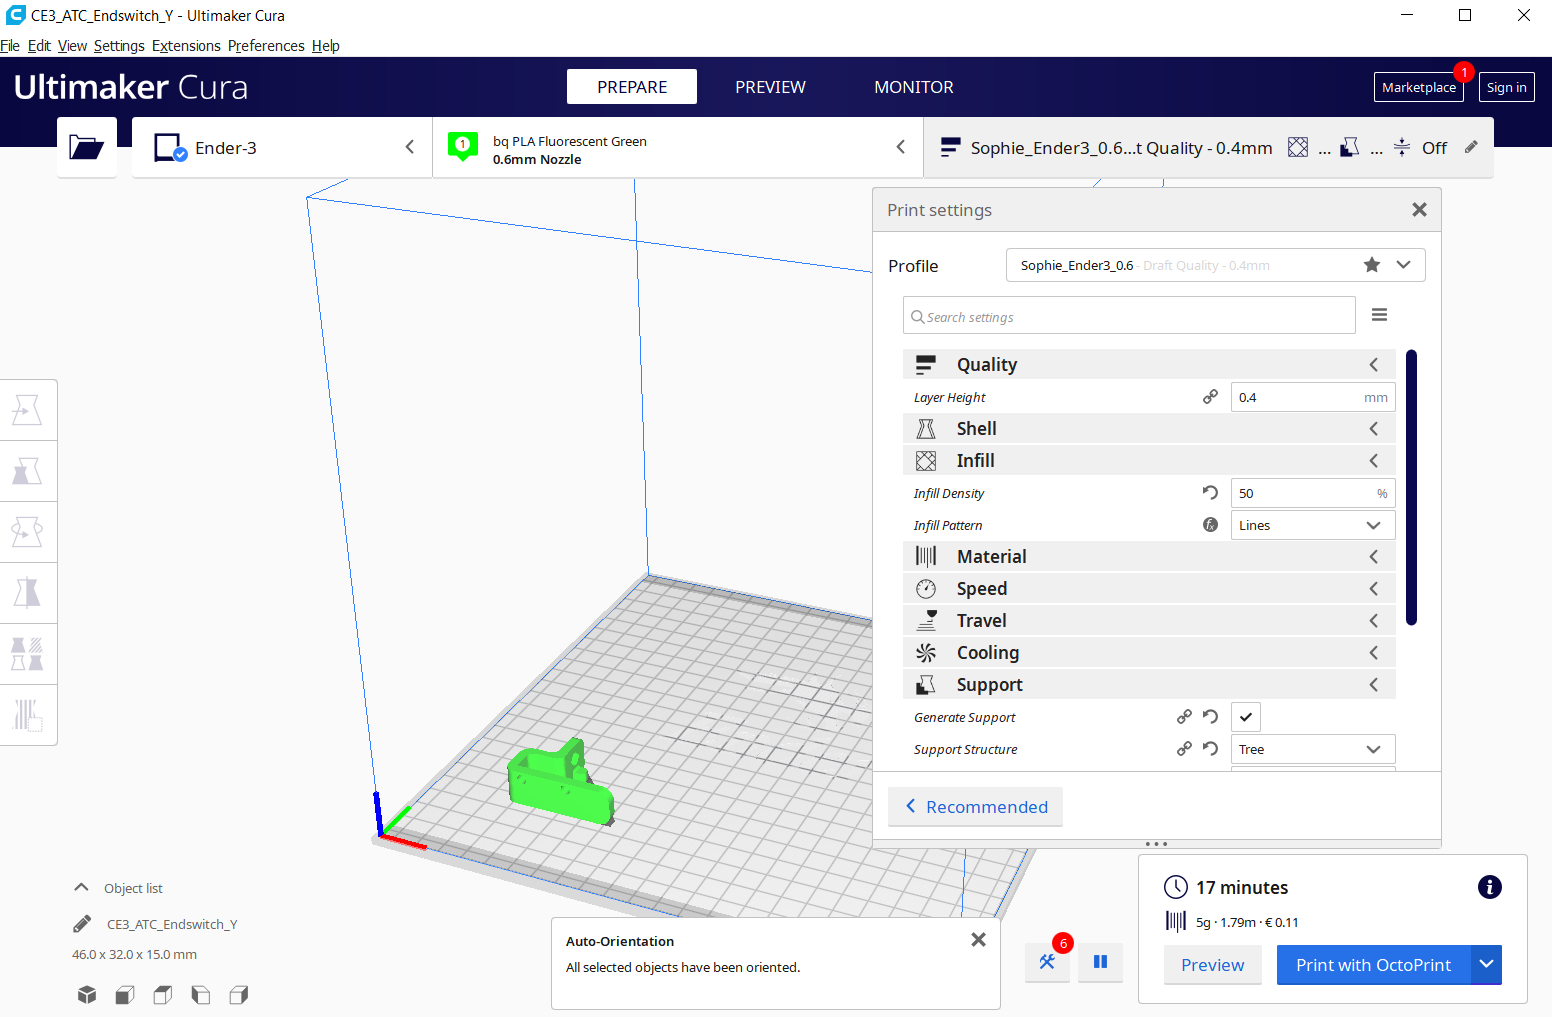 CE3_ATC_Endswitch_Y - Ultimaker Cura
File Edit View Settings Extensions Preferences Help
Ultimaker Cura
PREPARE
PREVIEW
MONITOR
Marketplace
1
Sign in
Ender-3
1
bq PLA Fluorescent Green
0.6mm Nozzle
Sophie_Ender3_0.6...t Quality - 0.4mm
...
...
Off
Print settings
Profile
Sophie_Ender3_0.6 - Draft Quality - 0.4mm
Search settings
Quality
Layer Height
0.4 mm
Shell
Infill
Infill Density
50 %
Infill Pattern
Lines
Material
Speed
Travel
Cooling
Support
Generate Support
Support Structure
Tree
Recommended
Object list
CE3_ATC_Endswitch_Y
46.0 x 32.0 x 15.0 mm
Auto-Orientation
All selected objects have been oriented.
6
17 minutes
5g · 1.79m · € 0.11
Preview
Print with OctoPrint